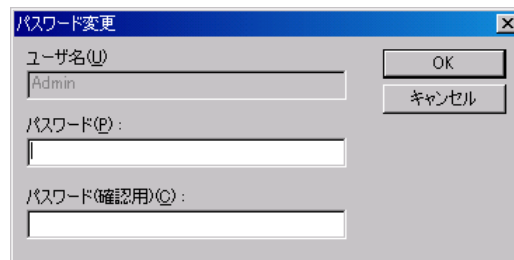 パスワード変更
ユーザ名(U)
Admin
OK
キャンセル
パスワード(P)：
パスワード(確認用)(C)：